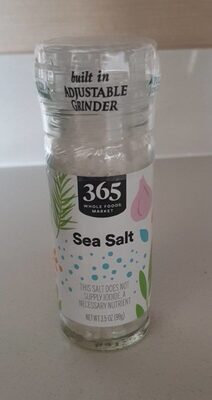 built in
ADJUSTABLE
GRINDER
365
WHOLE FOODS
MARKET
Sea Salt
THIS SALT DOES NOT
SUPPLY IODIDE, A
NECESSARY NUTRIENT
NET WT 3.5 OZ (99g)